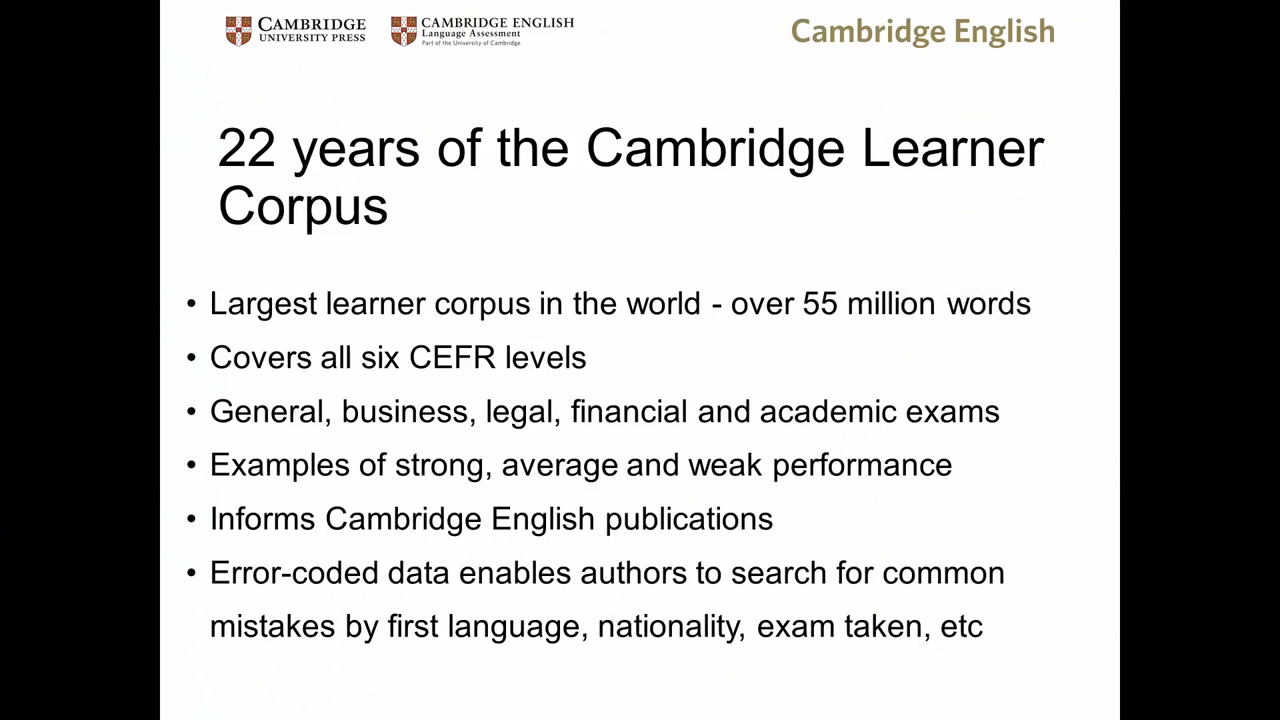 CAMBRIDGE
UNIVERSITY PRESS
CAMBRIDGE ENGLISH
Language Assessment
Part of the University of Cambridge
Cambridge English
22 years of the Cambridge Learner
Corpus
• Largest learner corpus in the world - over 55 million words
• Covers all six CEFR levels
• General, business, legal, financial and academic exams
• Examples of strong, average and weak performance
• Informs Cambridge English publications
• Error-coded data enables authors to search for common
mistakes by first language, nationality, exam taken, etc